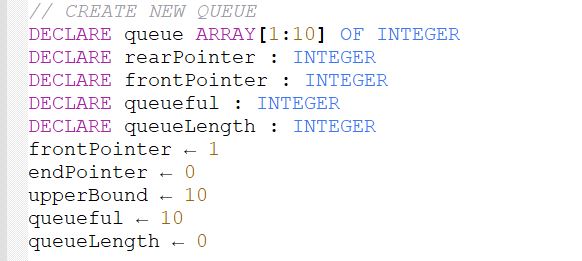 // CREATE NEW QUEUE
DECLARE queue ARRAY[1:10] OF INTEGER
DECLARE rearPointer : INTEGER
DECLARE frontPointer : INTEGER
DECLARE queueful : INTEGER
DECLARE queueLength : INTEGER
frontPointer ← 1
endPointer ← 0
upperBound ← 10
queueful ← 10
queueLength ← 0